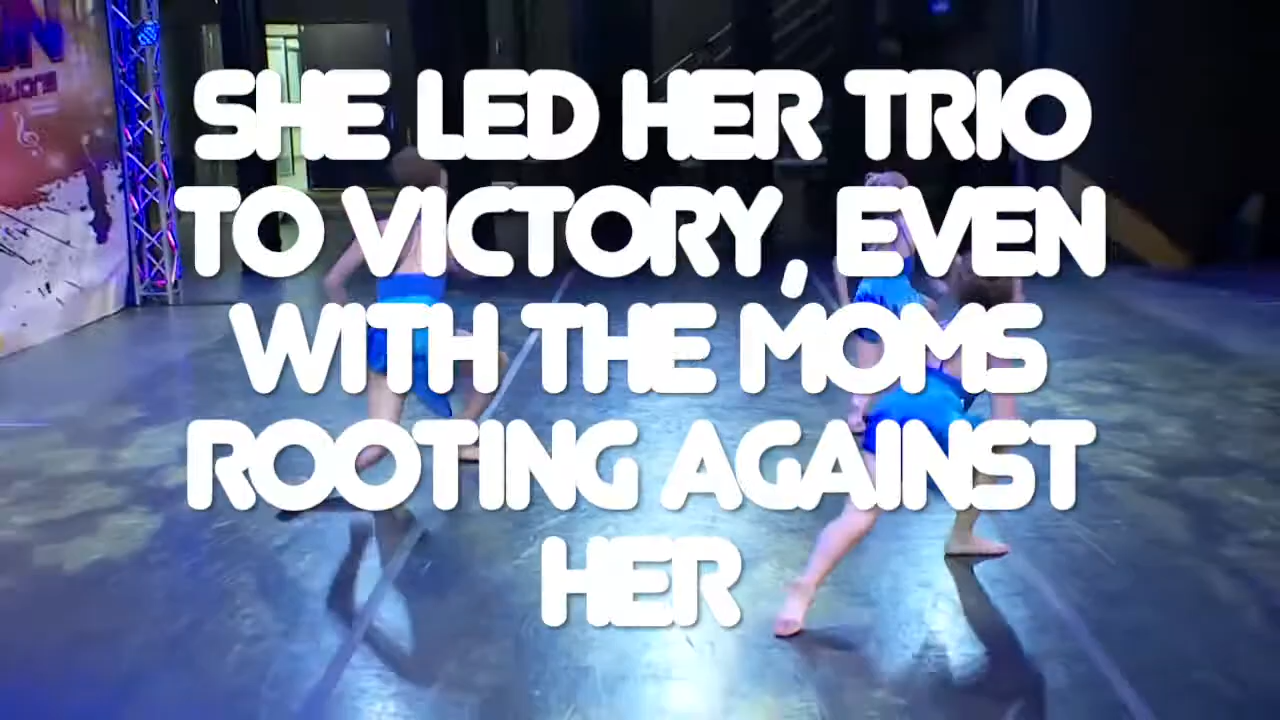 SHE LED HER TRIO
TO VICTORY, EVEN
WITH THE MOMS
ROOTING AGAINST
HER